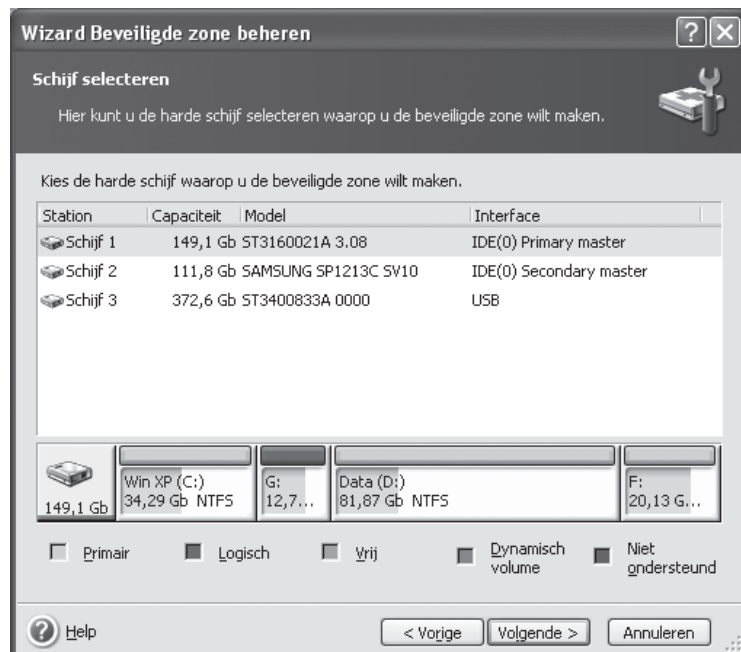 Wizard Beveiligde zone beheren
Schijf selecteren
Hier kunt u de harde schijf selecteren waarop u de beveiligde zone wilt maken.
Kies de harde schijf waarop u de beveiligde zone wilt maken.
Station Capaciteit Model Interface
Schijf 1 149,1 Gb ST3160021A 3.08 IDE(0) Primary master
Schijf 2 111,8 Gb SAMSUNG SP1213C SV10 IDE(0) Secondary master
Schijf 3 372,6 Gb ST3400833A 0000 USB
149,1 Gb
Win XP (C:)
34,29 Gb NTFS
G:
12,7...
Data (D:)
81,87 Gb NTFS
F:
20,13 G...
Primair
Logisch
Vrij
Dynamisch
volume
Niet
ondersteund
Help
< Vorige
Volgende >
Annuleren